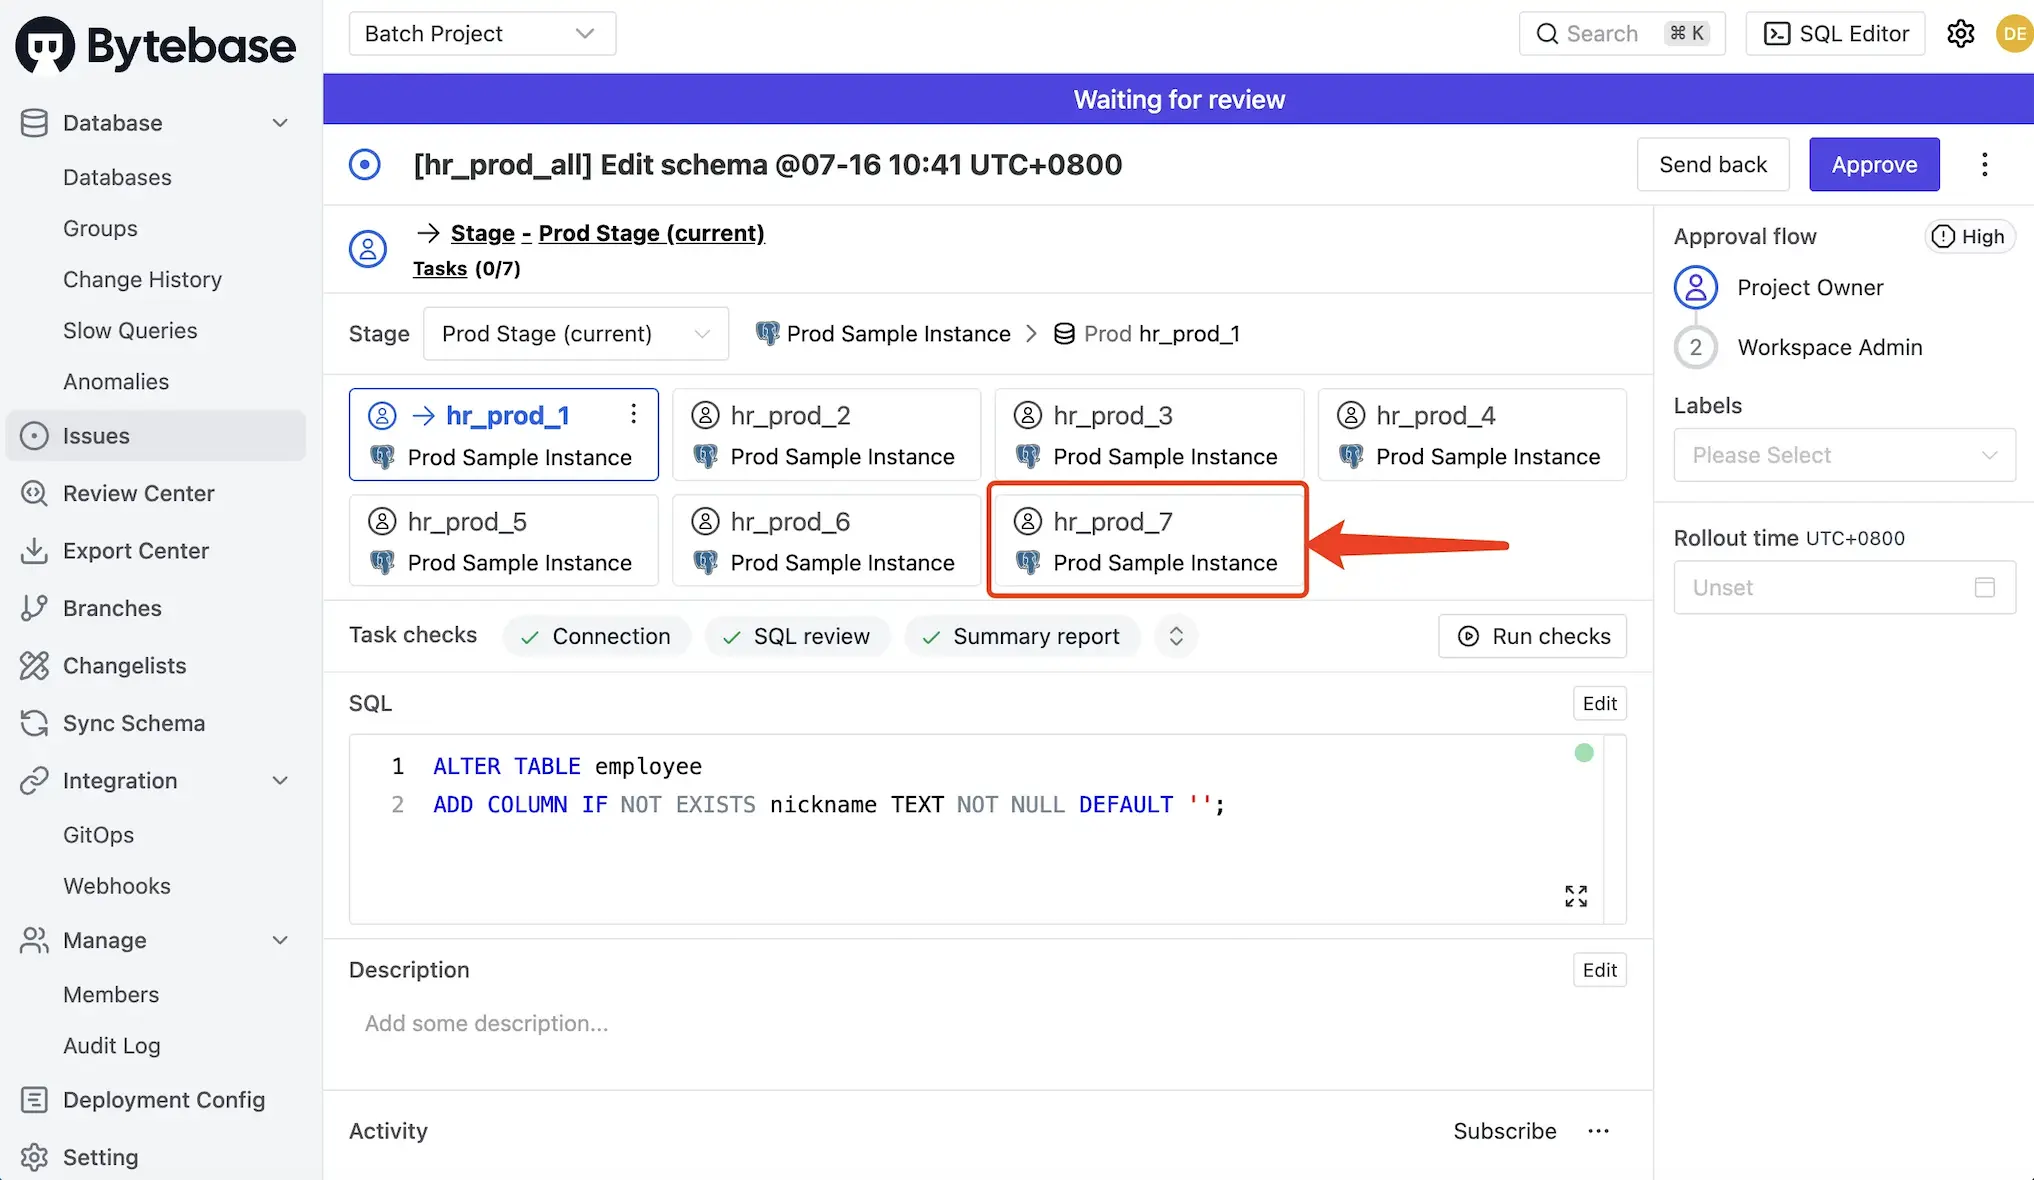 Bytebase
Batch Project
Search ⌘ K
SQL Editor
DE
Waiting for review
Database
Databases
Groups
Change History
Slow Queries
Anomalies
Issues
Review Center
Export Center
Branches
Changelists
Sync Schema
Integration
GitOps
Webhooks
Manage
Members
Audit Log
Deployment Config
Setting
[hr_prod_all] Edit schema @07-16 10:41 UTC+0800
Send back
Approve
→ Stage - Prod Stage (current)
Tasks (0/7)
Stage
Prod Stage (current)
Prod Sample Instance > Prod hr_prod_1
→ hr_prod_1
Prod Sample Instance
hr_prod_2
Prod Sample Instance
hr_prod_3
Prod Sample Instance
hr_prod_4
Prod Sample Instance
hr_prod_5
Prod Sample Instance
hr_prod_6
Prod Sample Instance
hr_prod_7
Prod Sample Instance
Task checks
Connection
SQL review
Summary report
Run checks
SQL
Edit
1 ALTER TABLE employee
2 ADD COLUMN IF NOT EXISTS nickname TEXT NOT NULL DEFAULT '';
Description
Edit
Add some description...
Activity
Subscribe
Approval flow
High
Project Owner
2 Workspace Admin
Labels
Please Select
Rollout time UTC+0800
Unset